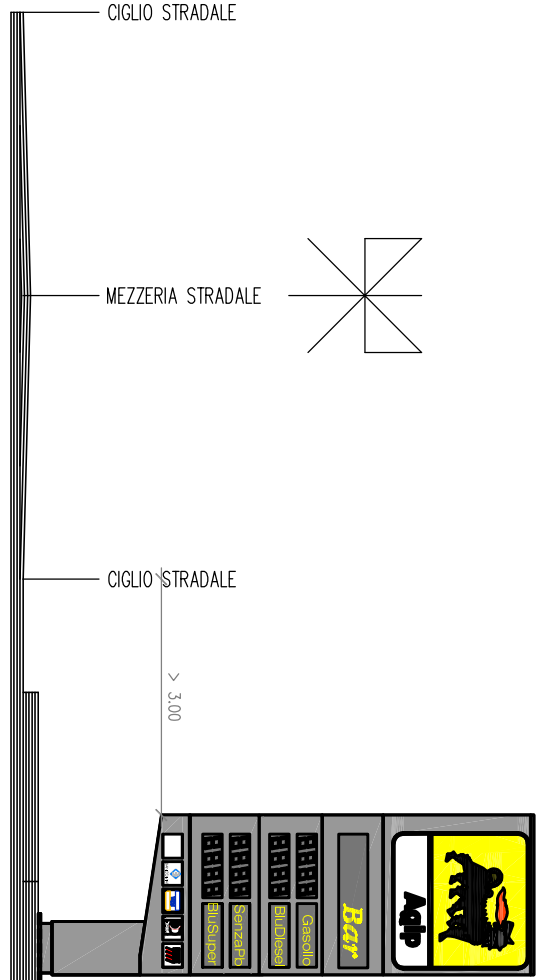 CIGLIO STRADALE
MEZZERIA STRADALE
CIGLIO STRADALE
> 3.00
Agip
Bar
Gasolio
BluDiesel
SenzaPb
BluSuper